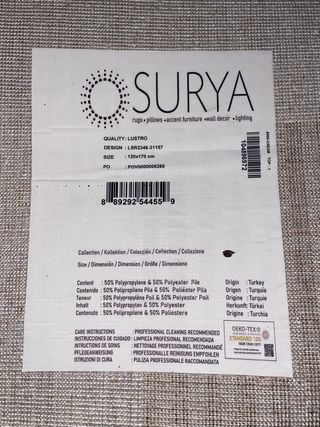 SURYA
rugs • pillows • accent furniture • wall decor • lighting
QUALITY: LUSTRO
DESIGN : LSR2346-31157
SIZE : 120x170 cm
PO : POV0000006289
10496972
8 89292 54455 9
Collection / Kollektion / Colección / Collection / Collezione
Size / Dimensión / Dimension / Größe / Dimensione
Content : 50% Polypropylene & 50% Polyester Pile Origin : Turkey
Contenido : 50% Polipropileno Pila & 50% Poliéster Pila Origen : Turquía
Teneur : 50% Polypropylène Poil & 50% Polyester Poil Origine : Turquie
Inhalt : 50% Polypropylen & 50% Polyester Herkunft : Türkei
Contenuto : 50% Polipropilene & 50% Poliestere Origine : Turchia
CARE INSTRUCTIONS : PROFESSIONAL CLEANING RECOMMENDED
INSTRUCCIONES DE CUIDADO : LIMPIEZA PROFESIONAL RECOMENDADA
INTRUCTIONS DE SOINS : NETTOYAGE PROFESSIONNEL RECOMMANDÉ
PFLEGEANWEISUNG : PROFESSIONALLE REINIGUNG EMPFOHLEN
ISTRUZIONI DI CURA : PULIZIA PROFESSIONALE RACCOMANDATA
OEKO-TEX®
STANDARD 100